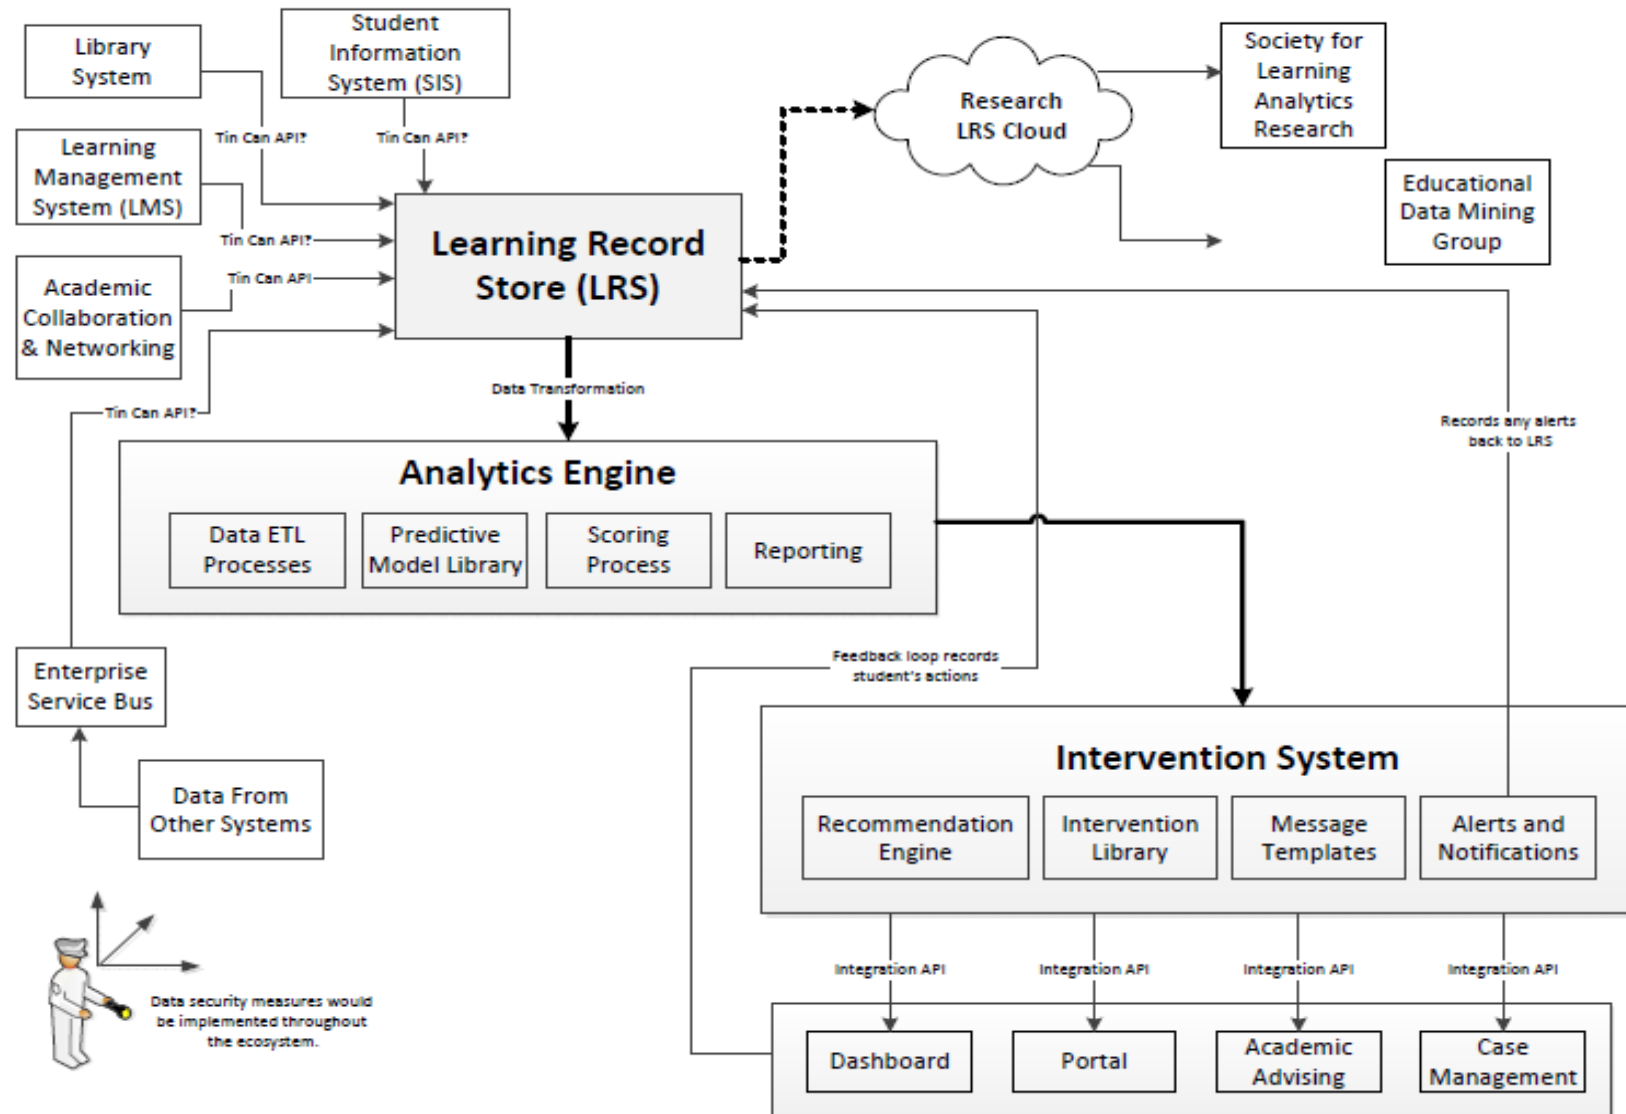 Library
System
Student
Information
System (SIS)
Research
LRS Cloud
Society for
Learning
Analytics
Research
Tin Can API?
Tin Can API?
Learning
Management
System (LMS)
Educational
Data Mining
Group
Tin Can API?
Learning Record
Store (LRS)
Academic
Collaboration
& Networking
Tin Can API
Data Transformation
Tin Can API?
Records any alerts
back to LRS
Analytics Engine
Data ETL
Processes
Predictive
Model Library
Scoring
Process
Reporting
Enterprise
Service Bus
Feedback loop records
student's actions
Data From
Other Systems
Intervention System
Recommendation
Engine
Intervention
Library
Message
Templates
Alerts and
Notifications
Integration API
Integration API
Integration API
Integration API
Data security measures would
be implemented throughout
the ecosystem.
Dashboard
Portal
Academic
Advising
Case
Management